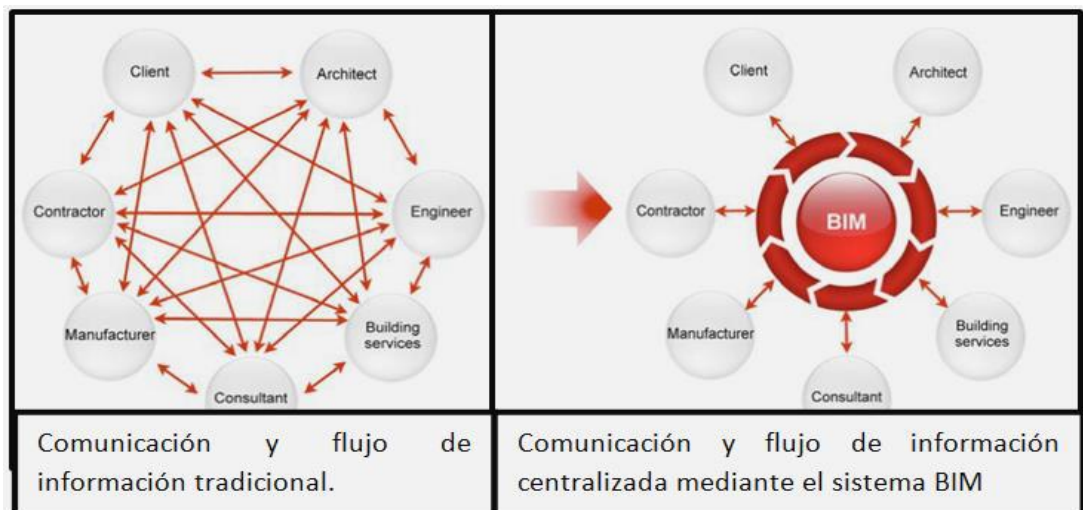 Client
Architect
Contractor
Engineer
Manufacturer
Building
services
Consultant
Client
Architect
Contractor
BIM
Engineer
Manufacturer
Building
services
Consultant
Comunicación y flujo de
información tradicional.
Comunicación y flujo de información
centralizada mediante el sistema BIM